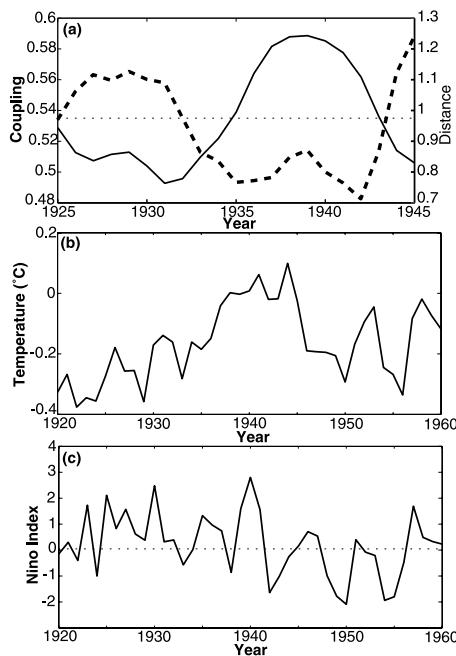 (a)
0.6
0.58
0.56
0.54
0.52
0.5
0.48
Coupling
1.3
1.2
1.1
1
0.9
0.8
0.7
Distance
1925 1930 1935 1940 1945
Year
(b)
0.2
0
-0.2
-0.4
Temperature (°C)
1920 1930 1940 1950 1960
Year
(c)
4
3
2
1
0
-1
-2
Nino Index
1920 1930 1940 1950 1960
Year